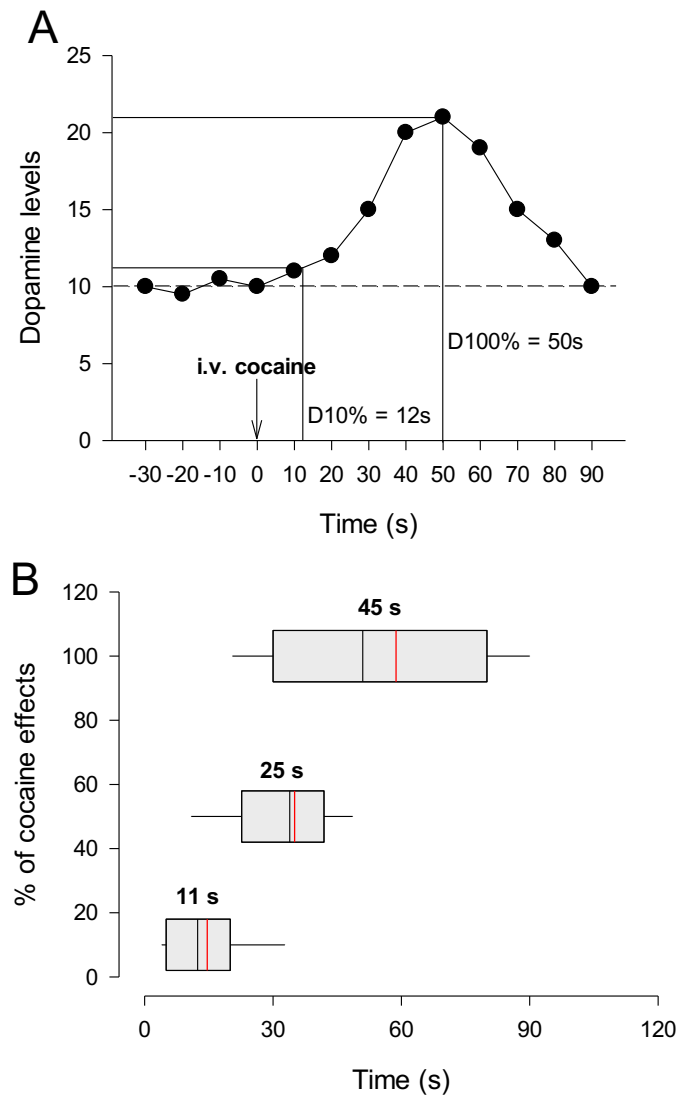 A
25
20
15
10
5
0
Dopamine levels
i.v. cocaine
D100% = 50s
D10% = 12s
-30 -20 -10 0 10 20 30 40 50 60 70 80 90
Time (s)
B
120
100
80
60
40
20
0
% of cocaine effects
45 s
25 s
11 s
0 30 60 90 120
Time (s)